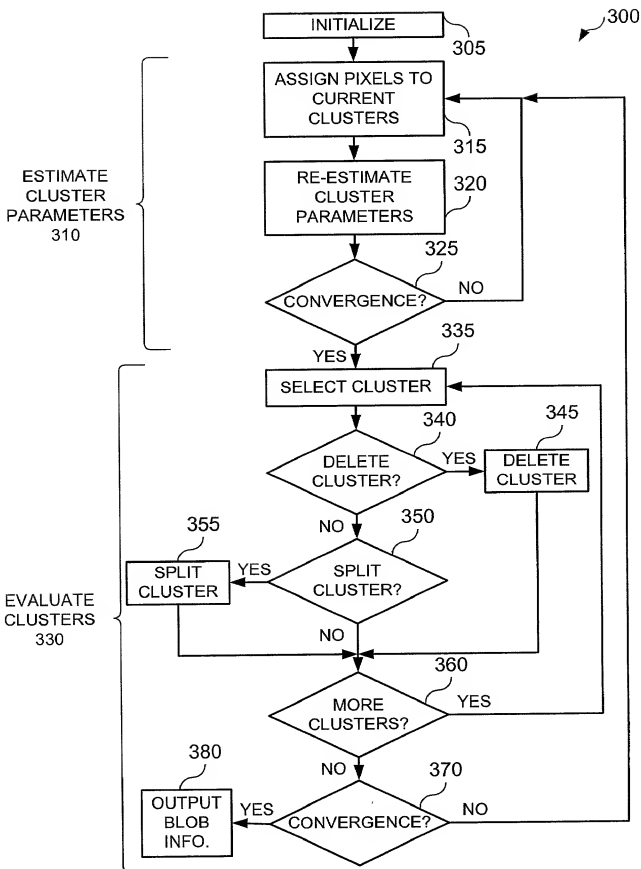 300
INITIALIZE
305
ASSIGN PIXELS TO
CURRENT
CLUSTERS
315
ESTIMATE
CLUSTER
PARAMETERS
310
RE-ESTIMATE
CLUSTER
PARAMETERS
320
325
CONVERGENCE?
NO
YES
335
SELECT CLUSTER
340
DELETE
CLUSTER?
YES
345
DELETE
CLUSTER
NO
350
355
SPLIT
CLUSTER
YES
SPLIT
CLUSTER?
EVALUATE
CLUSTERS
330
NO
360
MORE
CLUSTERS?
YES
NO
380
370
OUTPUT
BLOB
INFO.
YES
CONVERGENCE?
NO